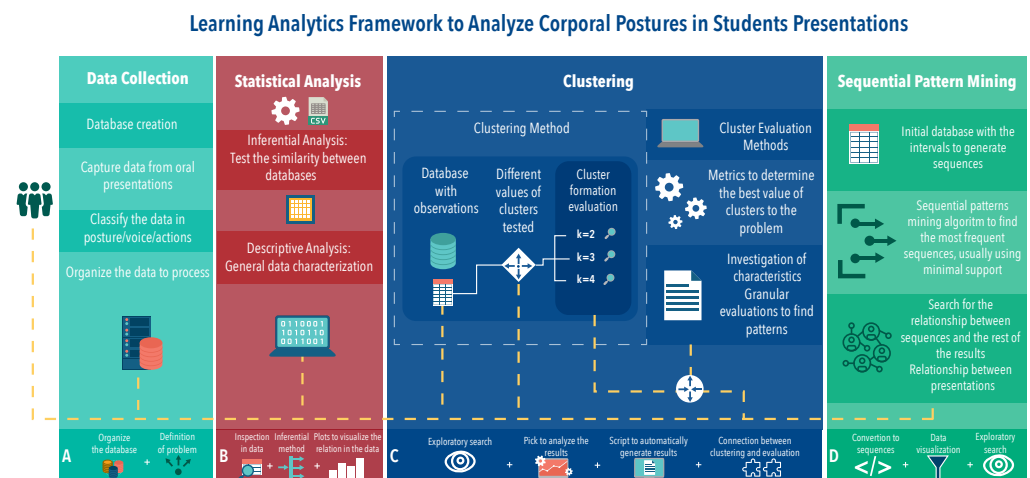 Learning Analytics Framework to Analyze Corporal Postures in Students Presentations
Data Collection
Database creation
Capture data from oral
presentations
Classify the data in
posture/voice/actions
Organize the data to process
A
Organize
the database
+
Definition
of problem
Statistical Analysis
CSV
Inferential Analysis:
Test the similarity between
databases
Descriptive Analysis:
General data characterization
0110001
1010110
0011001
B
Inspection
in data
+
Inferential
method
+
Plots to visualize the
relation in the data
Clustering
Clustering Method
Database
with
observations
Different
values of
clusters
tested
Cluster
formation
evaluation
k=2
k=3
k=4
Cluster Evaluation
Methods
Metrics to determine
the best value of
clusters to the
problem
Investigation of
characteristics
Granular
evaluations to find
patterns
C
Exploratory search
+
Pick to analyze the
results
+
Script to automatically
generate results
+
Connection between
clustering and evaluation
Sequential Pattern Mining
Initial database with the
intervals to generate
sequences
Sequential patterns
mining algoritm to find
the most frequent
sequences, usually using
minimal support
Search for the
relationship between
sequences and the rest of
the results
Relationship between
presentations
D
Convertion to
sequences
</>
+
Data
visualization
+
Exploratory
search